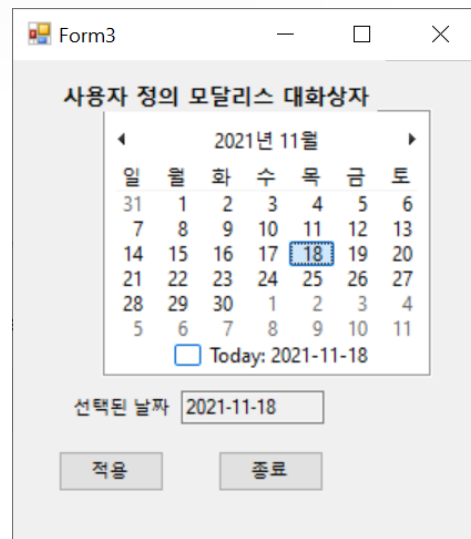 Form3
사용자 정의 모달리스 대화상자
2021년 11월
일 월 화 수 목 금 토
31 1 2 3 4 5 6
7 8 9 10 11 12 13
14 15 16 17 18 19 20
21 22 23 24 25 26 27
28 29 30 1 2 3 4
5 6 7 8 9 10 11
Today: 2021-11-18
선택된 날짜 2021-11-18
적용 종료